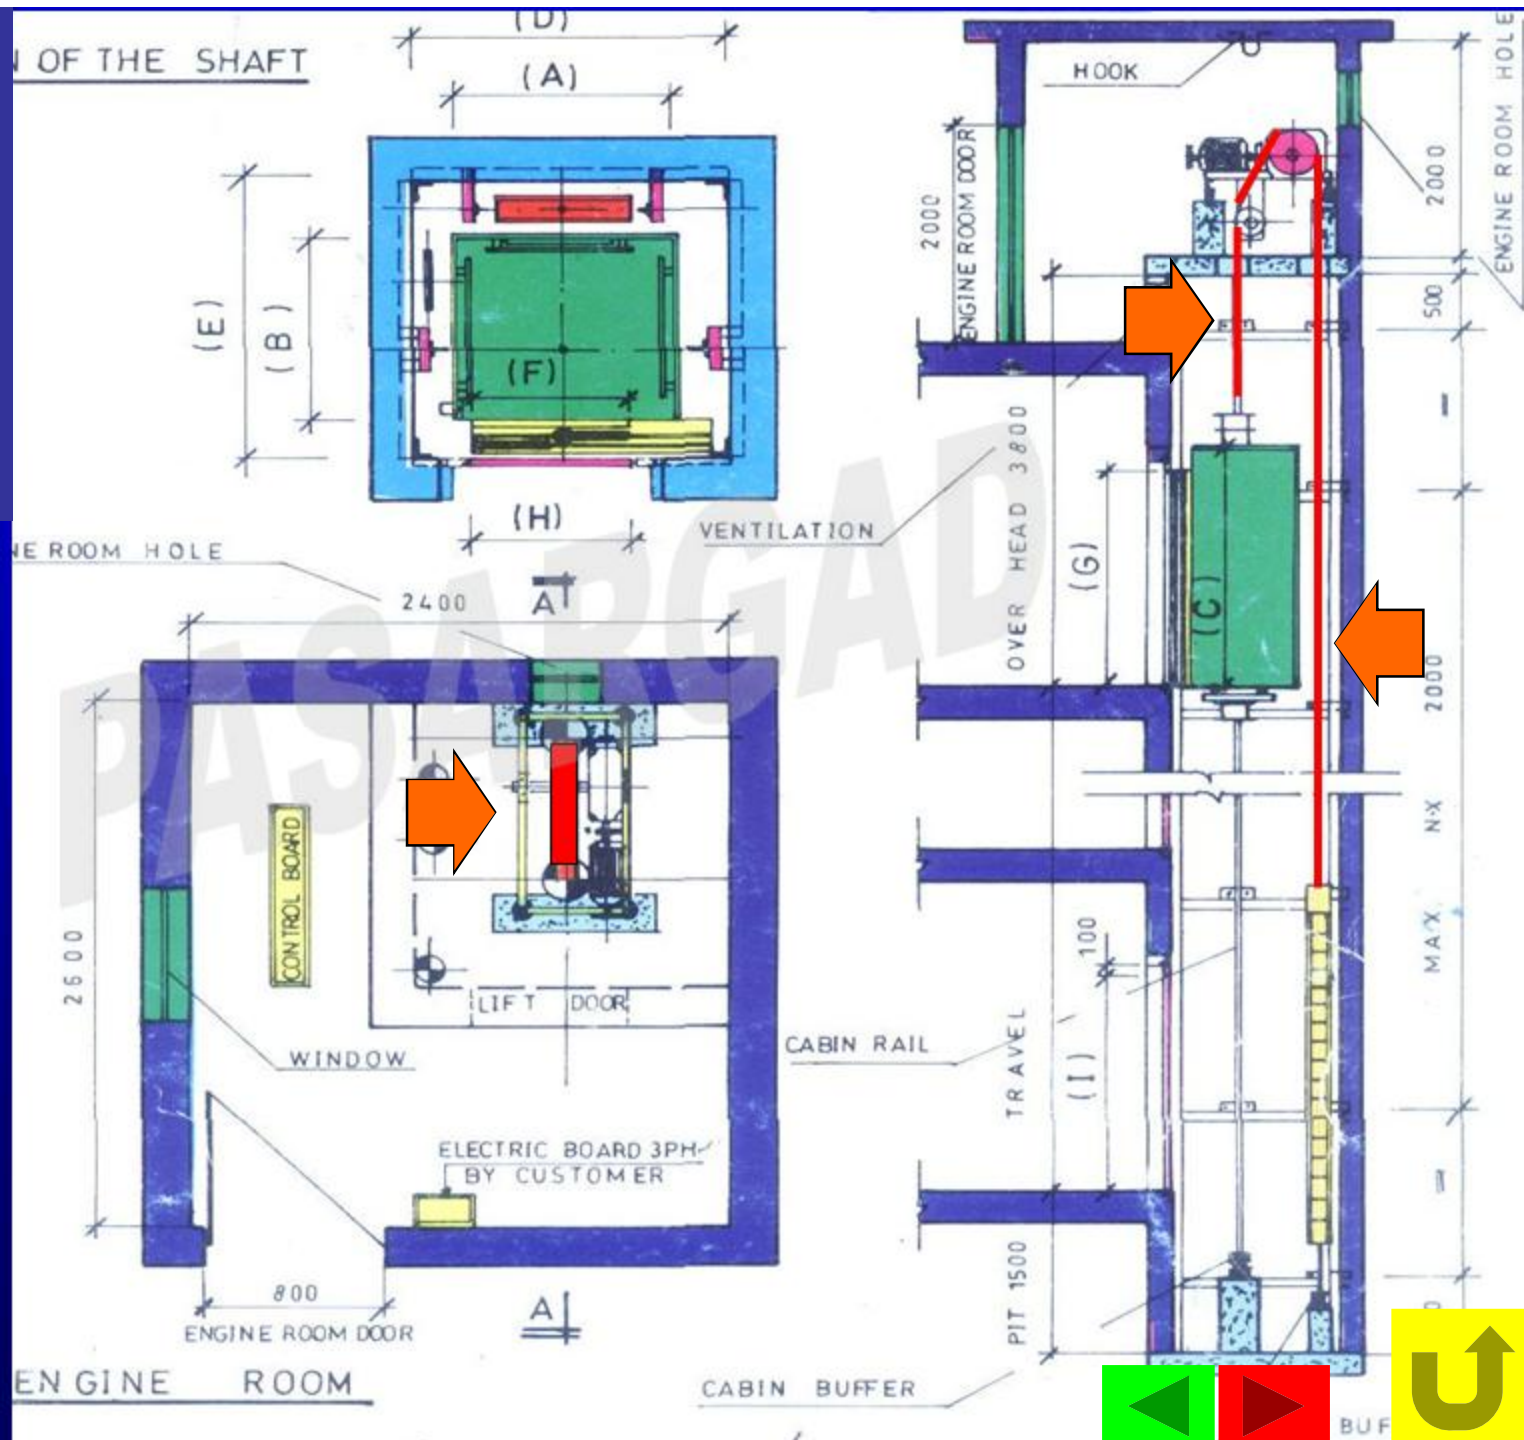 (D)
OF THE SHAFT
(A)
HOOK
ENGINE ROOM HOLE
2000
ENGINE ROOM DOOR
2000
(E)
(B)
(F)
500
(H)
VENTILATION
OVER HEAD 3800
(G)
(C)
ROOM HOLE
A
2400
PASARGAD
2000
MAX N·X
CONTROL BOARD
2600
100
LIFT DOOR
WINDOW
CABIN RAIL
TRAVEL
(I)
ELECTRIC BOARD 3PH
BY CUSTOMER
800
ENGINE ROOM DOOR
A
PIT 1500
ENGINE ROOM
CABIN BUFFER